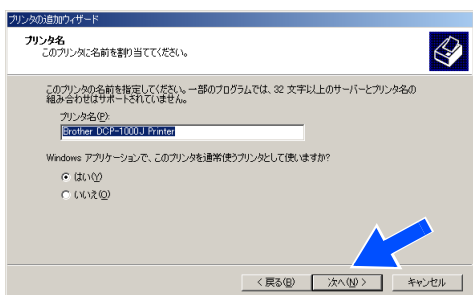 プリンタの追加ウィザード
プリンタ名
このプリンタに名前を割り当ててください。
このプリンタの名前を指定してください。一部のプログラムでは、32 文字以上のサーバーとプリンタ名の
組み合わせはサポートされていません。
プリンタ名(P):
Brother DCP-1000J Printer
Windows アプリケーションで、このプリンタを通常使うプリンタとして使いますか?
はい(Y)
いいえ(O)
< 戻る(B) 次へ(N) > キャンセル